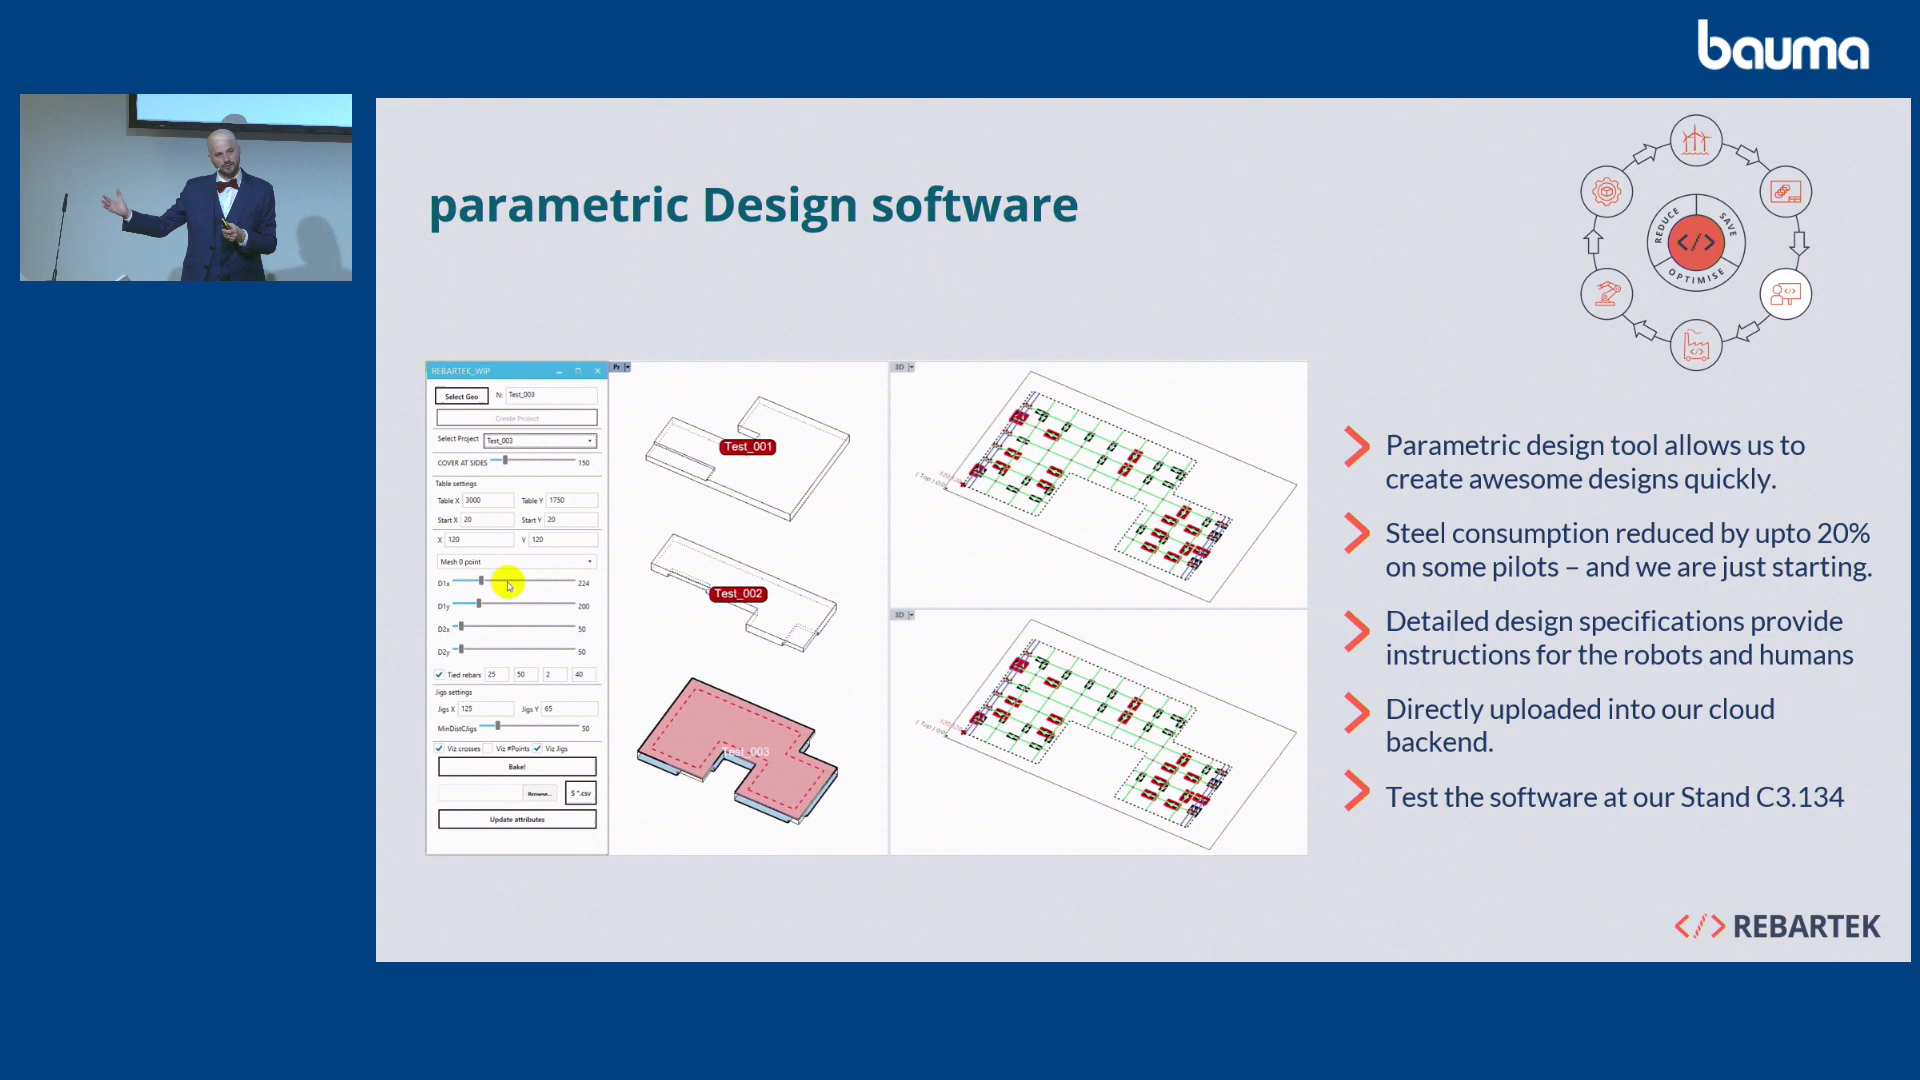 bauma
parametric Design software
REDUCE
SAVE
OPTIMISE
</>
REBARTEK_WIP
Select Geo
N: Test_003
Create Project
Select Project Test_003
COVER AT SIDES 150
Table settings
Table X 3000 Table Y 1750
Start X 20 Start Y 20
X 120 Y 120
Mesh 0 point
D1x 224
D1y 200
D2x 50
D2y 50
Tied rebars 25 50 2 40
Jigs settings
Jigs X 125 Jigs Y 65
MinDistCJigs 50
Viz crosses Viz #Points Viz Jigs
Bake!
Browse... S *.csv
Update attributes
Pr
Test_001
Test_002
Test_003
3D
3D
Parametric design tool allows us to
create awesome designs quickly.
Steel consumption reduced by upto 20%
on some pilots – and we are just starting.
Detailed design specifications provide
instructions for the robots and humans
Directly uploaded into our cloud
backend.
Test the software at our Stand C3.134
</> REBARTEK